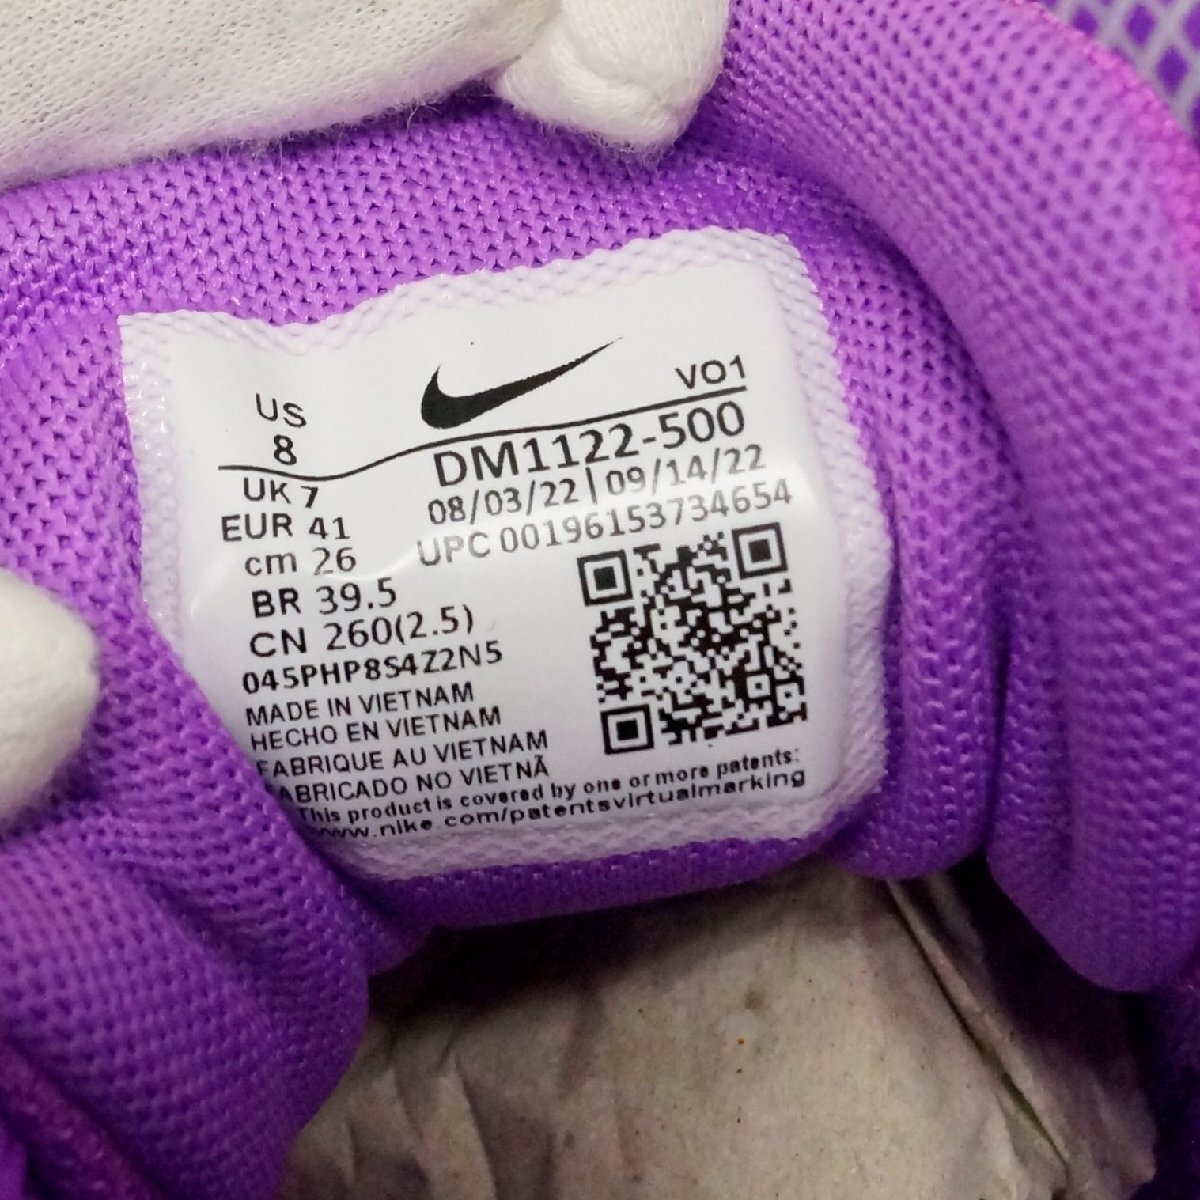 US
8
UK 7
EUR 41
cm 26
BR 39.5
CN 260(2.5)
VO1
DM1122-500
08/03/22 | 09/14/22
UPC 00196153734654
045PHP8S4Z2N5
MADE IN VIETNAM
HECHO EN VIETNAM
FABRIQUE AU VIETNAM
FABRICADO NO VIETNÃ
This product is covered by one or more patents:
www.nike.com/patentsvirtualmarking